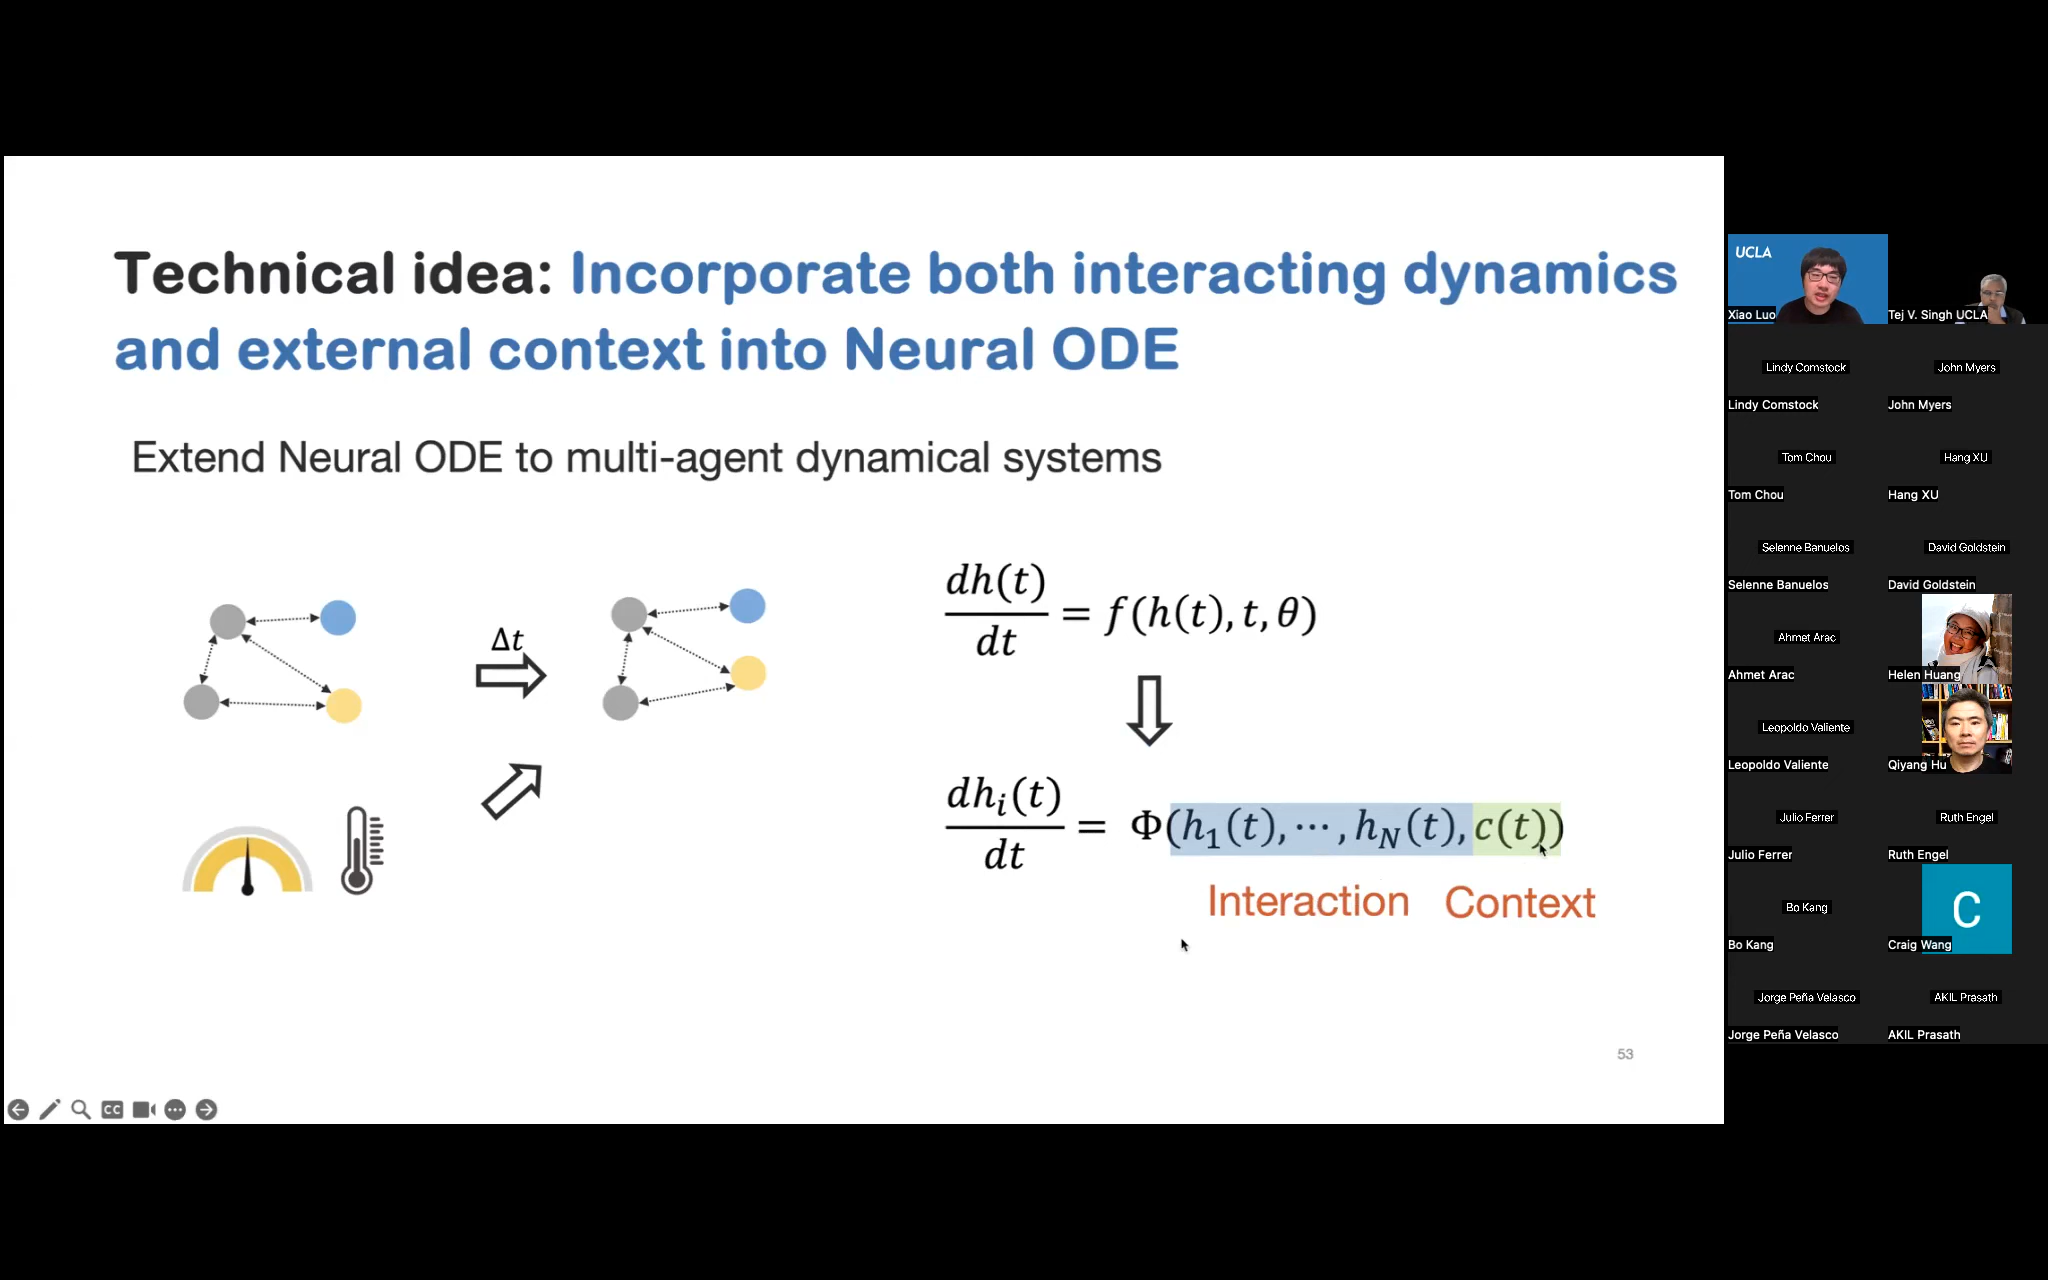 Technical idea: Incorporate both interacting dynamics
and external context into Neural ODE
Extend Neural ODE to multi-agent dynamical systems
Δt
dh(t)
dt
= f(h(t), t, θ)
dhᵢ(t)
dt
= Φ(h₁(t), ⋯ , h_N(t), c(t))
Interaction Context
53
CC
UCLA
Xiao Luo
Tej V. Singh UCLA
Lindy Comstock
John Myers
Lindy Comstock
John Myers
Tom Chou
Hang XU
Tom Chou
Hang XU
Selenne Banuelos
David Goldstein
Selenne Banuelos
David Goldstein
Ahmet Arac
Ahmet Arac
Helen Huang
Leopoldo Valiente
Leopoldo Valiente
Qiyang Hu
Julio Ferrer
Ruth Engel
Julio Ferrer
Ruth Engel
Bo Kang
C
Bo Kang
Craig Wang
Jorge Peña Velasco
AKIL Prasath
Jorge Peña Velasco
AKIL Prasath